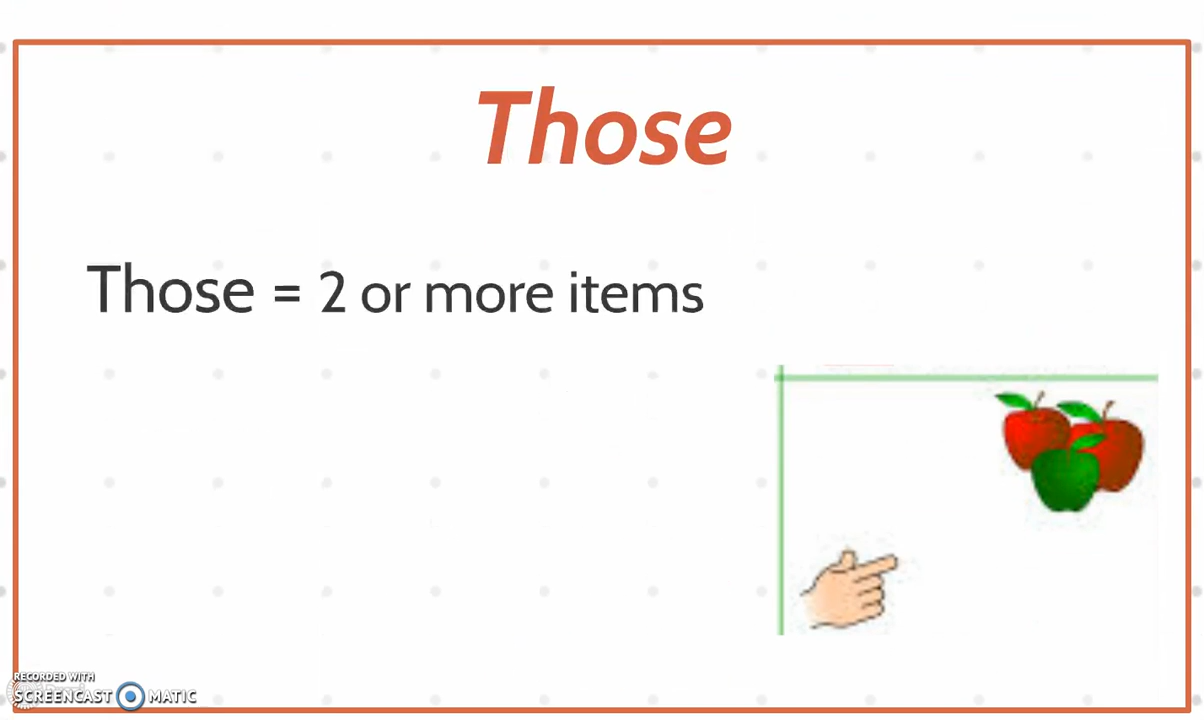 Those
Those = 2 or more items
RECORDED WITH
SCREENCAST MATIC